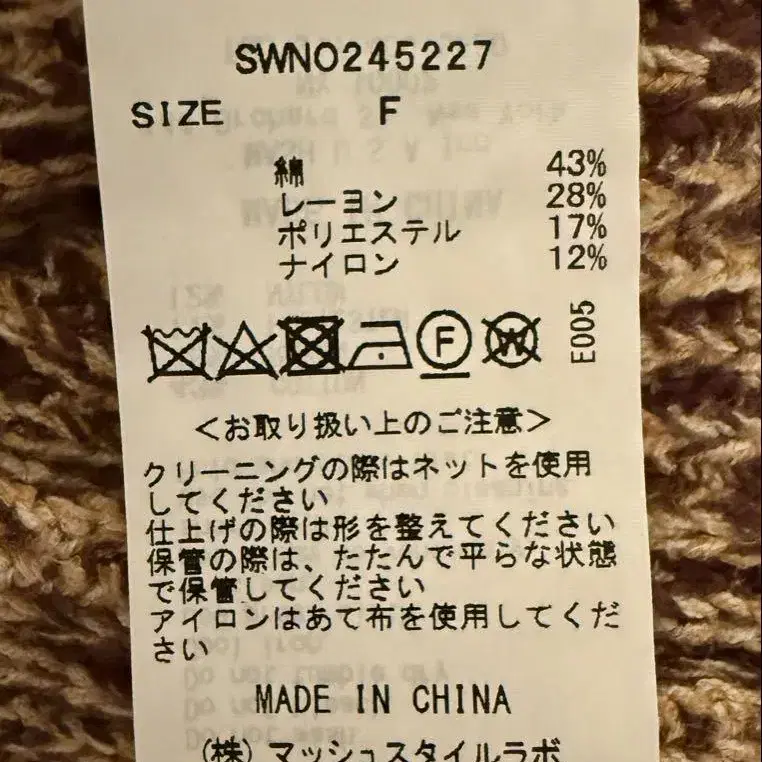 SWNO245227
SIZE F
綿 43%
レーヨン 28%
ポリエステル 17%
ナイロン 12%
F W E005
<お取り扱い上のご注意>
クリーニングの際はネットを使用
してください
仕上げの際は形を整えてください
保管の際は、たたんで平らな状態
で保管してください
アイロンはあて布を使用してくだ
さい
MADE IN CHINA
(株)マッシュスタイルラボ